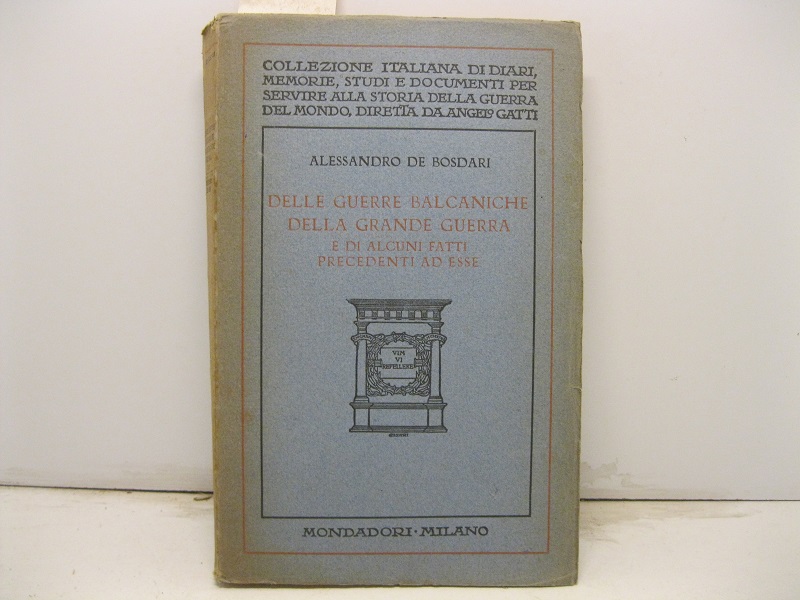 COLLEZIONE ITALIANA DI DIARI,
MEMORIE, STUDI E DOCUMENTI PER
SERVIRE ALLA STORIA DELLA GUERRA
DEL MONDO, DIRETTA DA ANGELO GATTI
ALESSANDRO DE BOSDARI
DELLE GUERRE BALCANICHE
DELLA GRANDE GUERRA
E DI ALCUNI FATTI
PRECEDENTI AD ESSE
VIM
VI
REPELLERE
MONDADORI · MILANO